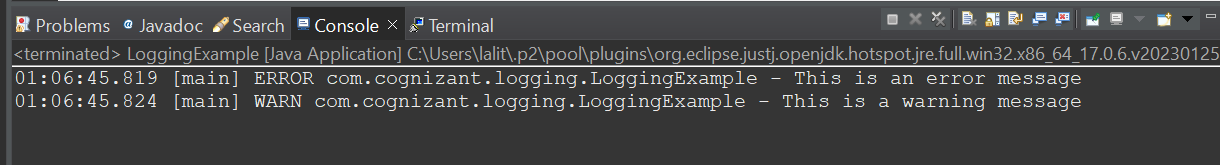 Problems Javadoc Search Console Terminal
<terminated> LoggingExample [Java Application] C:\Users\lalit\.p2\pool\plugins\org.eclipse.justj.openjdk.hotspot.jre.full.win32.x86_64_17.0.6.v20230125
01:06:45.819 [main] ERROR com.cognizant.logging.LoggingExample - This is an error message
01:06:45.824 [main] WARN com.cognizant.logging.LoggingExample - This is a warning message